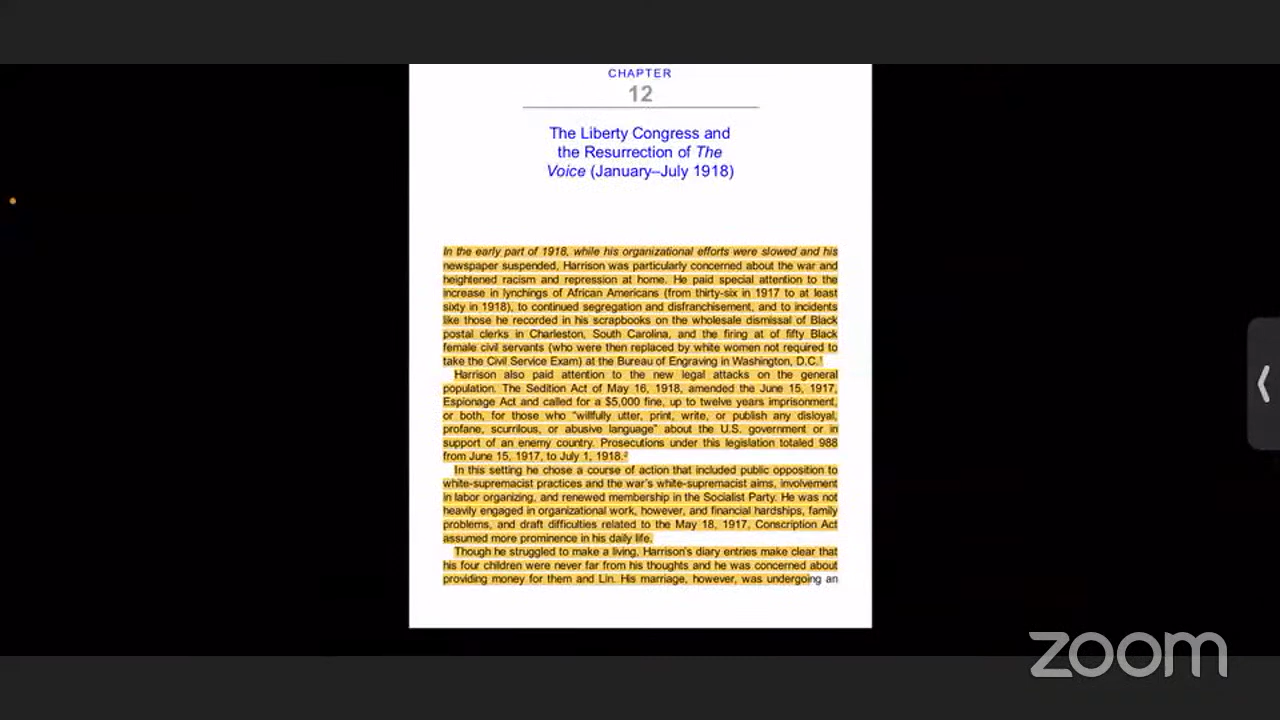 CHAPTER
12
The Liberty Congress and
the Resurrection of The
Voice (January–July 1918)
In the early part of 1918, while his organizational efforts were slowed and his
newspaper suspended, Harrison was particularly concerned about the war and
heightened racism and repression at home. He paid special attention to the
increase in lynchings of African Americans (from thirty-six in 1917 to at least
sixty in 1918), to continued segregation and disfranchisement, and to incidents
like those he recorded in his scrapbooks on the wholesale dismissal of Black
postal clerks in Charleston, South Carolina, and the firing at of fifty Black
female civil servants (who were then replaced by white women not required to
take the Civil Service Exam) at the Bureau of Engraving in Washington, D.C.¹
Harrison also paid attention to the new legal attacks on the general
population. The Sedition Act of May 16, 1918, amended the June 15, 1917,
Espionage Act and called for a $5,000 fine, up to twelve years imprisonment,
or both, for those who "willfully utter, print, write, or publish any disloyal,
profane, scurrilous, or abusive language" about the U.S. government or in
support of an enemy country. Prosecutions under this legislation totaled 988
from June 15, 1917, to July 1, 1918.²
In this setting he chose a course of action that included public opposition to
white-supremacist practices and the war's white-supremacist aims, involvement
in labor organizing, and renewed membership in the Socialist Party. He was not
heavily engaged in organizational work, however, and financial hardships, family
problems, and draft difficulties related to the May 18, 1917, Conscription Act
assumed more prominence in his daily life.
Though he struggled to make a living, Harrison's diary entries make clear that
his four children were never far from his thoughts and he was concerned about
providing money for them and Lin. His marriage, however, was undergoing an
zoom